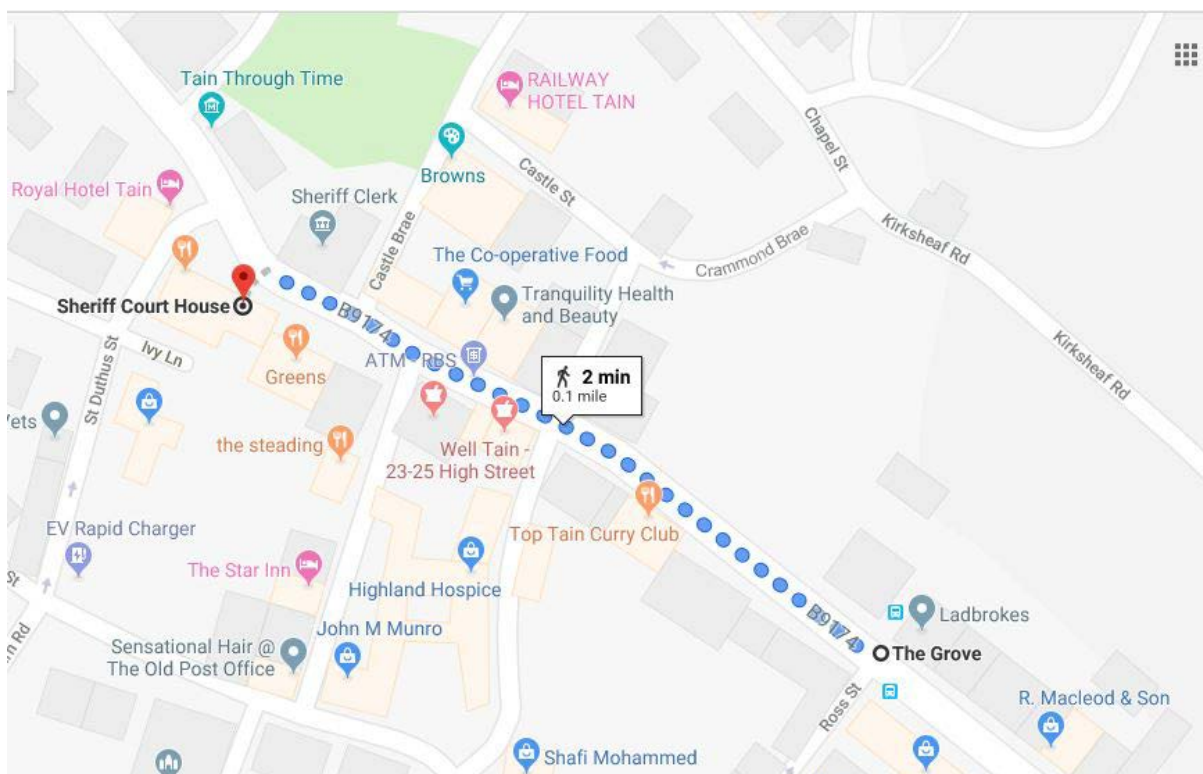 Tain Through Time
RAILWAY
HOTEL TAIN
Chapel St
Browns
Castle St
Royal Hotel Tain
Sheriff Clerk
Castle Brae
Kirksheaf Rd
Crammond Brae
The Co-operative Food
Tranquility Health
and Beauty
Sheriff Court House
B9174
Ivy Ln
Kirksheaf Rd
ATM - RBS
2 min
0.1 mile
Greens
St Duthus St
the steading
Well Tain -
23-25 High Street
EV Rapid Charger
Top Tain Curry Club
The Star Inn
Highland Hospice
B9174
Ladbrokes
John M Munro
Sensational Hair @
The Old Post Office
The Grove
Ross St
R. Macleod & Son
Shafi Mohammed